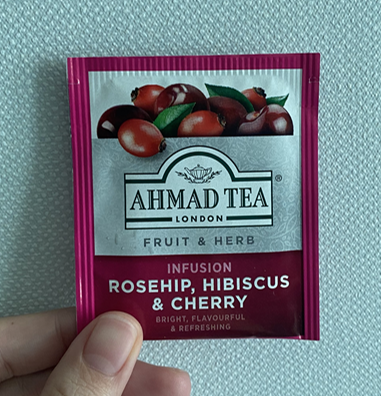 AHMAD TEA®
LONDON
FRUIT & HERB
INFUSION
ROSEHIP, HIBISCUS
& CHERRY
BRIGHT, FLAVOURFUL
& REFRESHING